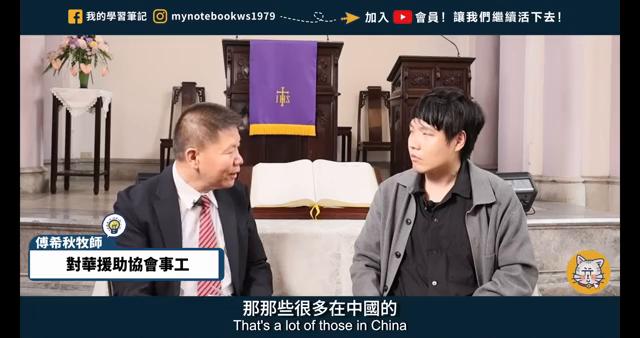 我的學習筆記 mynotebookws1979 加入 會員！讓我們繼續活下去！
IHS
傅希秋牧師
對華援助協會事工
那那些很多在中國的
That's a lot of those in China